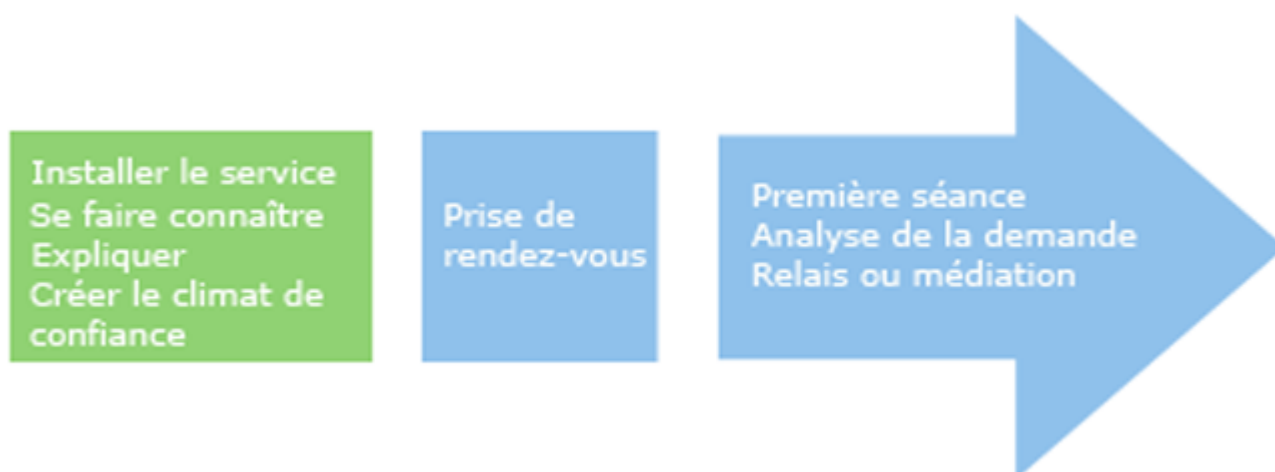 Installer le service
Se faire connaître
Expliquer
Créer le climat de
confiance
Prise de
rendez-vous
Première séance
Analyse de la demande
Relais ou médiation